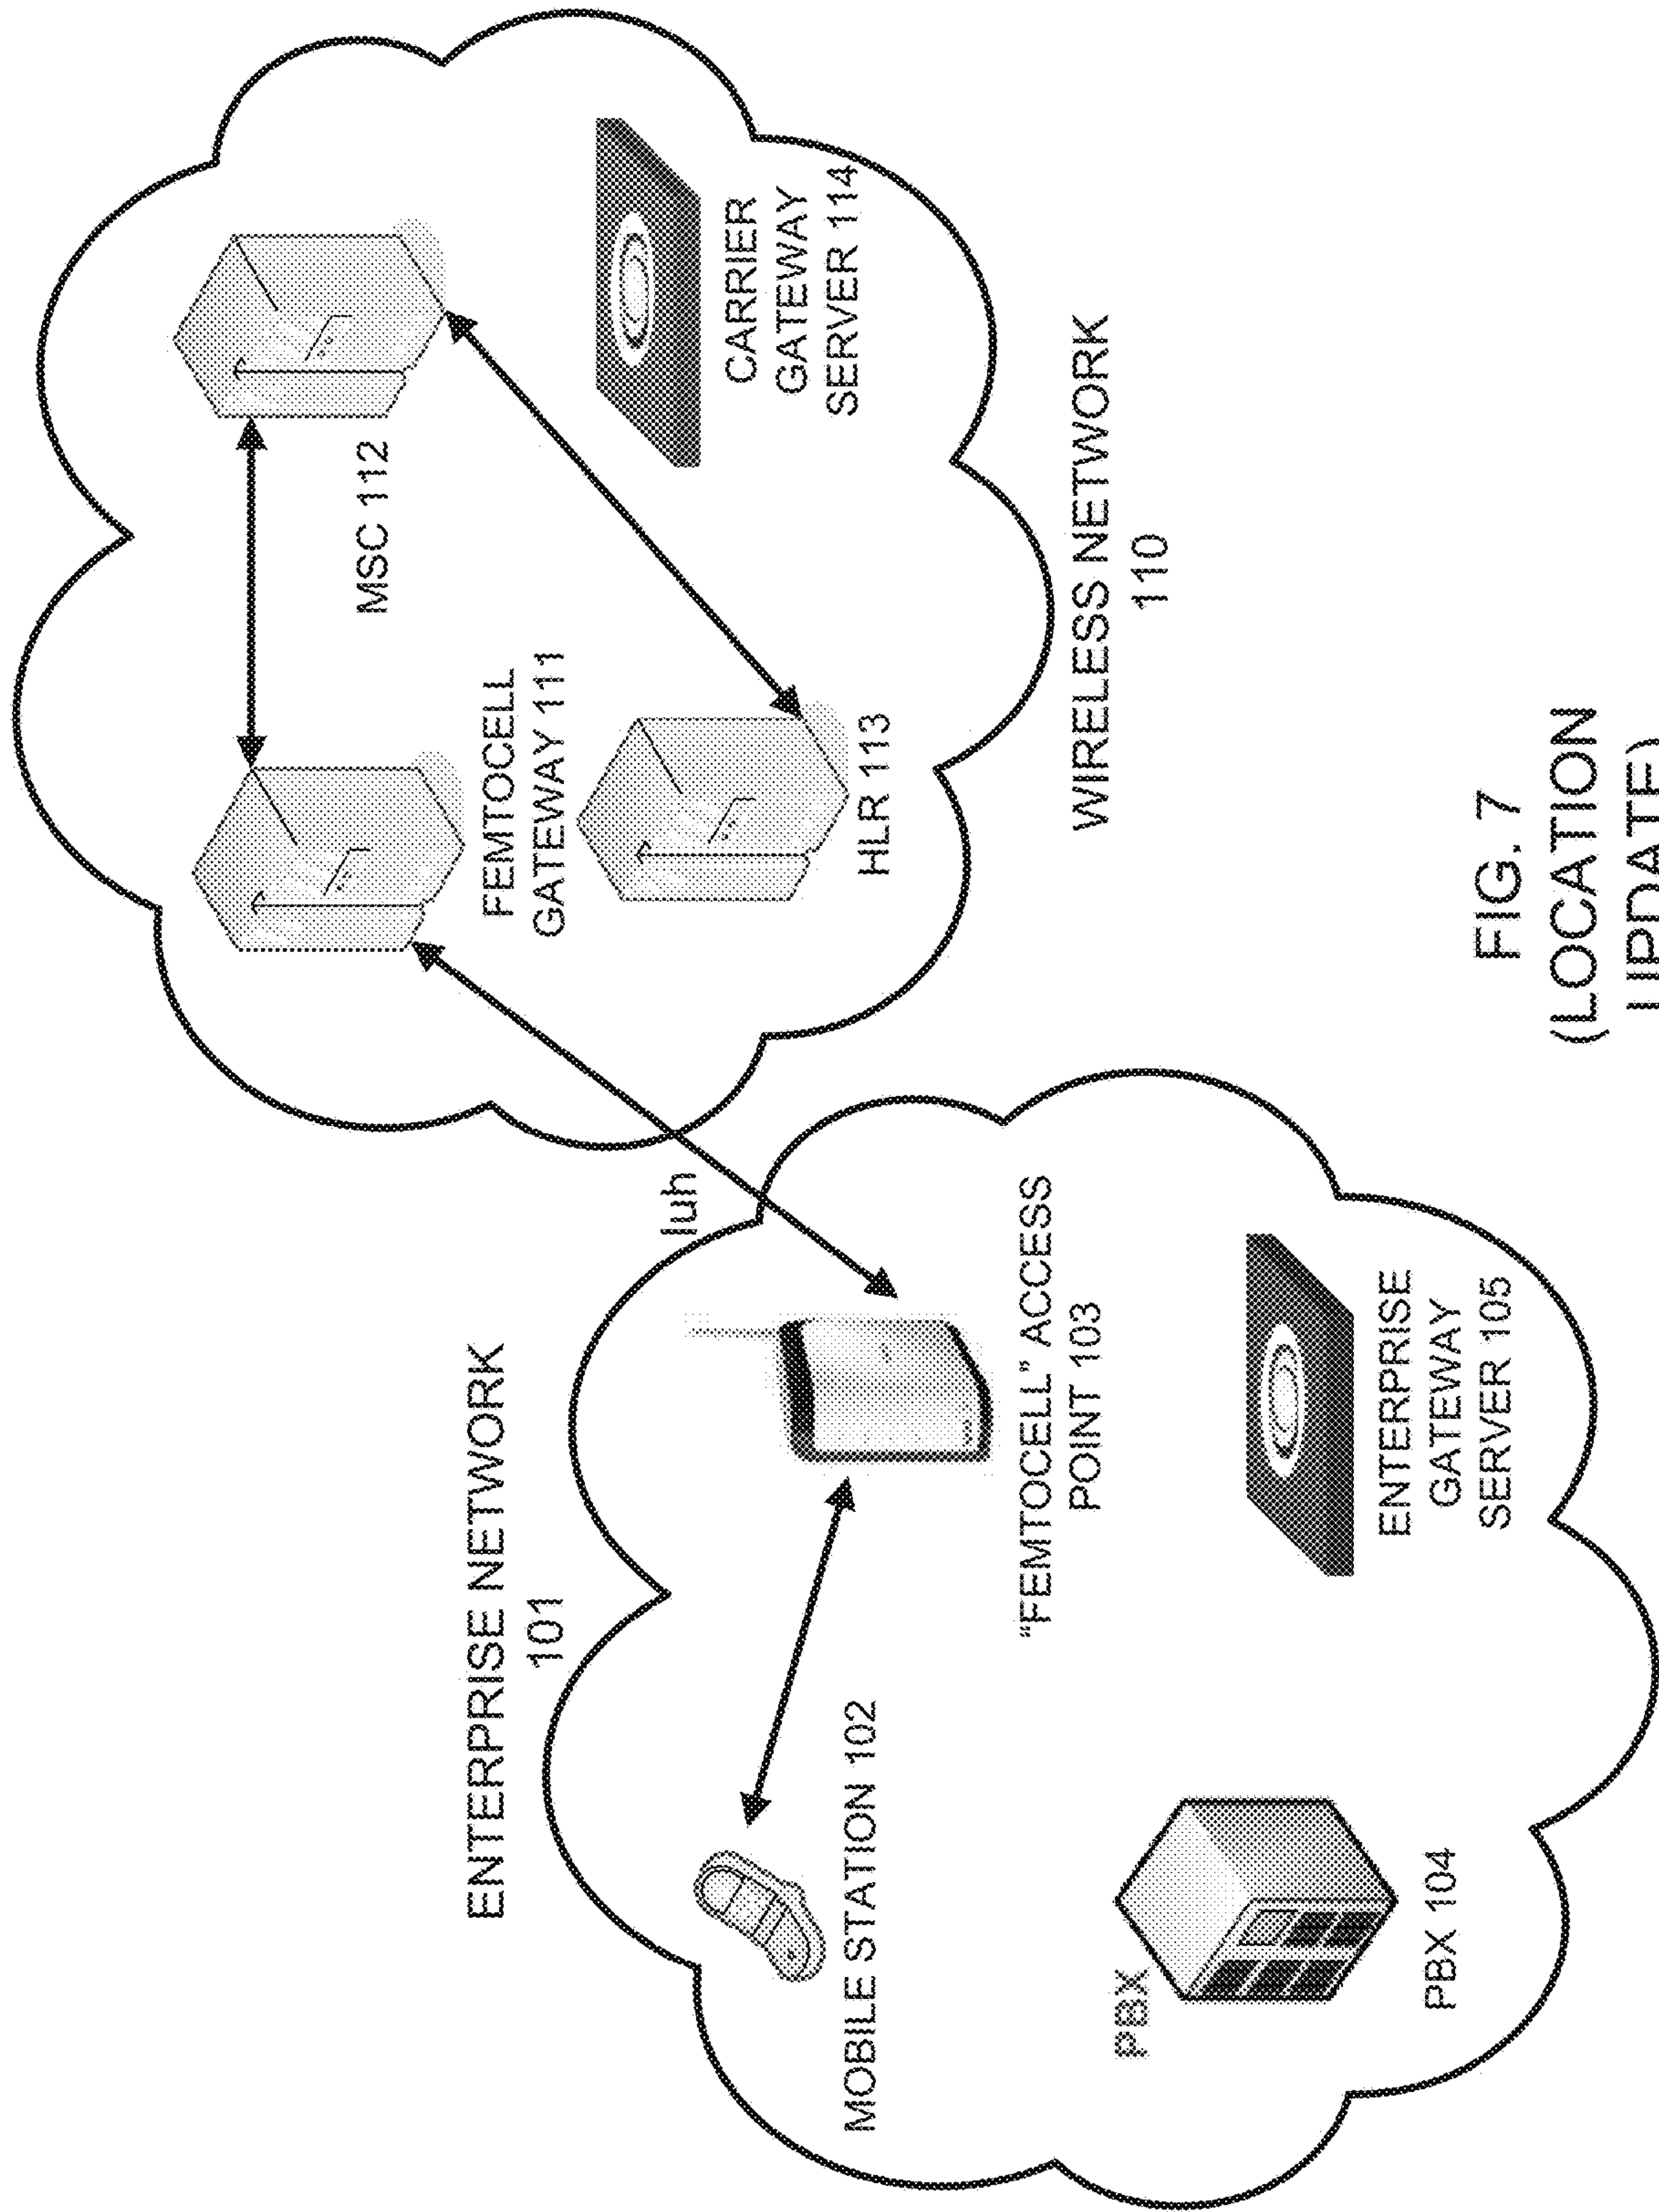 ENTERPRISE NETWORK
101
MOBILE STATION 102
"FEMTOCELL" ACCESS
POINT 103
PBX
PBX 104
ENTERPRISE
GATEWAY
SERVER 105
Iuh
FEMTOCELL
GATEWAY 111
MSC 112
HLR 113
CARRIER
GATEWAY
SERVER 114
WIRELESS NETWORK
110
FIG. 7
(LOCATION
UPDATE)